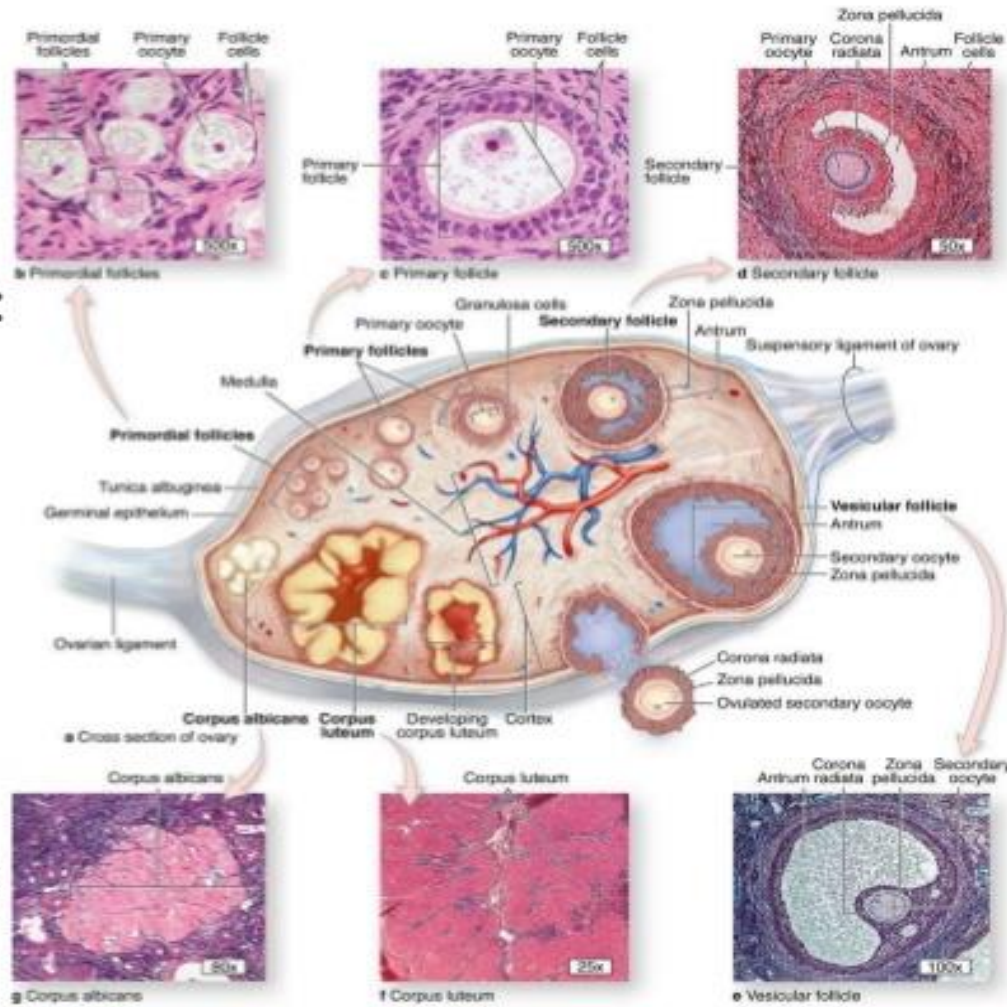 Primordial
follicles
Primary
oocyte
Follicle
cells
500x
b Primordial follicles
Primary
oocyte
Follicle
cells
Primary
follicle
500x
c Primary follicle
Zona pellucida
Primary
oocyte
Corona
radiata
Antrum
Follicle
cells
Secondary
follicle
50x
d Secondary follicle
Granulosa cells
Primary oocyte
Primary follicles
Medulla
Primordial follicles
Tunica albuginea
Germinal epithelium
Ovarian ligament
Secondary follicle
Zona pellucida
Antrum
Suspensory ligament of ovary
Vesicular follicle
Antrum
Secondary oocyte
Zona pellucida
Corona radiata
Zona pellucida
Ovulated secondary oocyte
Corpus albicans
Corpus
luteum
Developing
corpus luteum
Cortex
a Cross section of ovary
Corpus albicans
80x
g Corpus albicans
Corpus luteum
25x
f Corpus luteum
Antrum
Corona
radiata
Zona
pellucida
Secondary
oocyte
100x
e Vesicular follicle